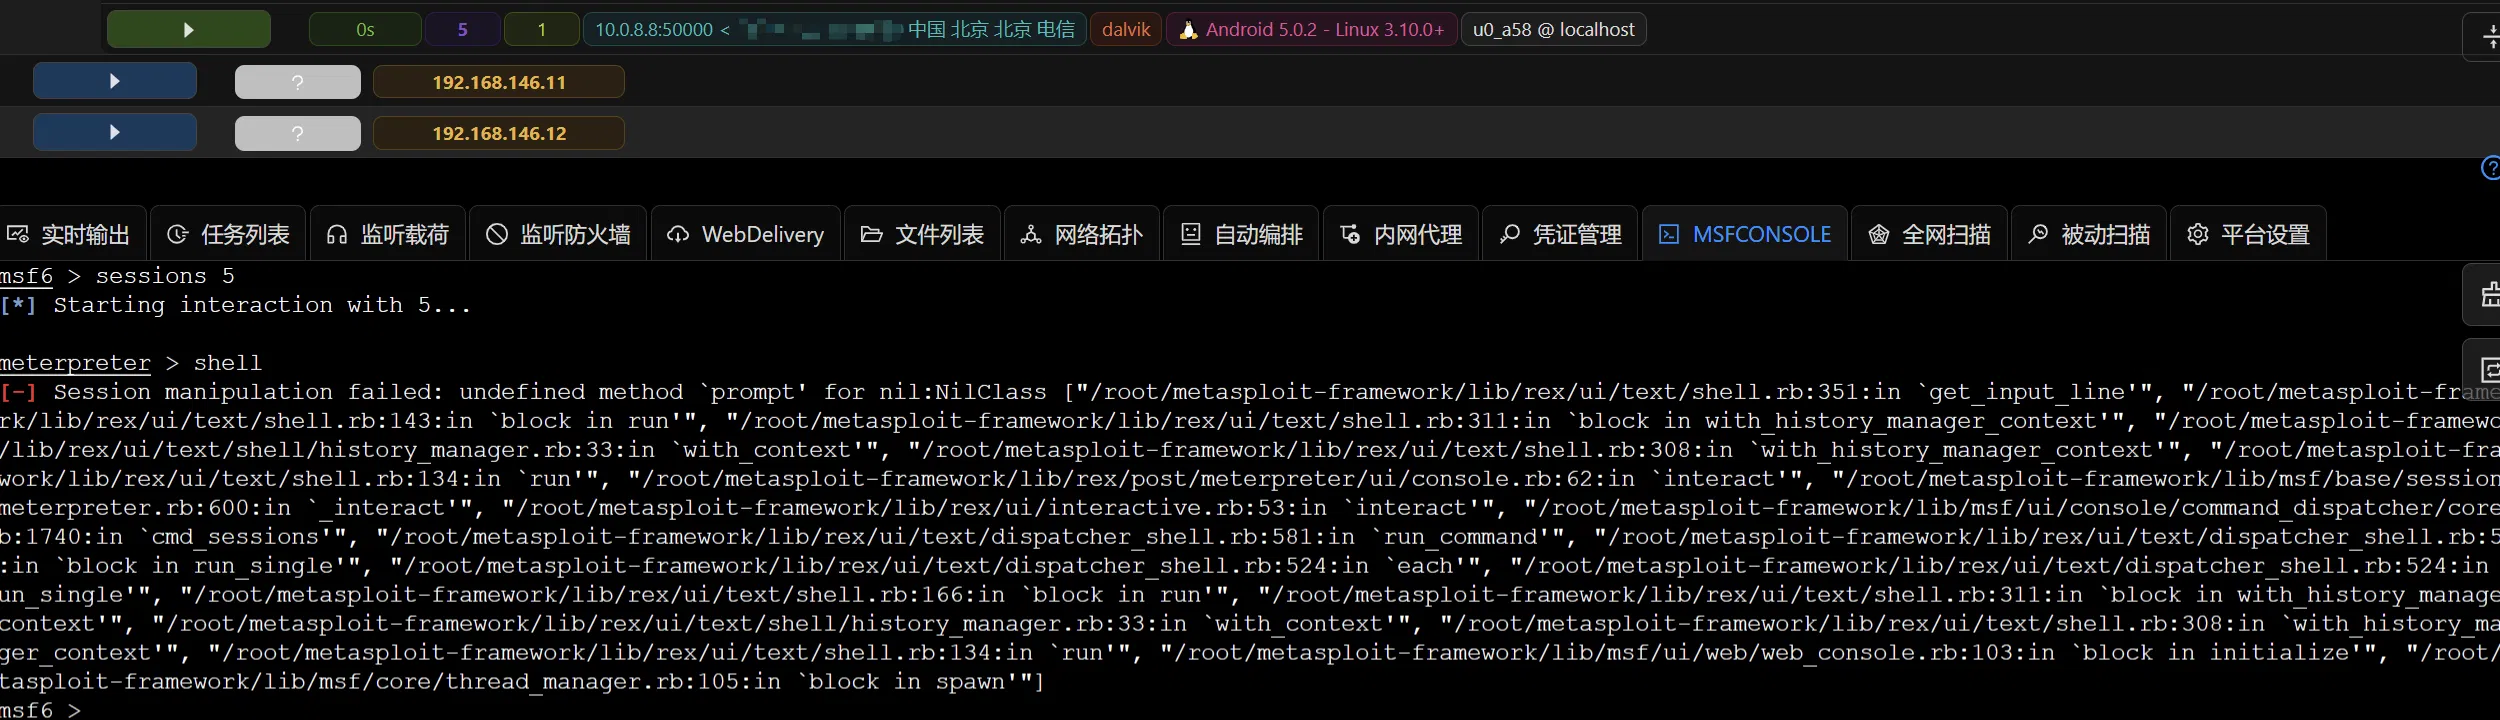 0s 5 1 10.0.8.8:50000 < 中国 北京 北京 电信 dalvik Android 5.0.2 - Linux 3.10.0+ u0_a58 @ localhost
? 192.168.146.11
? 192.168.146.12
?
实时输出 任务列表 监听载荷 监听防火墙 WebDelivery 文件列表 网络拓扑 自动编排 内网代理 凭证管理 MSFCONSOLE 全网扫描 被动扫描 平台设置
msf6 > sessions 5
[*] Starting interaction with 5...
meterpreter > shell
[-] Session manipulation failed: undefined method `prompt' for nil:NilClass ["/root/metasploit-framework/lib/rex/ui/text/shell.rb:351:in `get_input_line'", "/root/metasploit-frame
rk/lib/rex/ui/text/shell.rb:143:in `block in run'", "/root/metasploit-framework/lib/rex/ui/text/shell.rb:311:in `block in with_history_manager_context'", "/root/metasploit-framewo
/lib/rex/ui/text/shell/history_manager.rb:33:in `with_context'", "/root/metasploit-framework/lib/rex/ui/text/shell.rb:308:in `with_history_manager_context'", "/root/metasploit-fra
work/lib/rex/ui/text/shell.rb:134:in `run'", "/root/metasploit-framework/lib/rex/post/meterpreter/ui/console.rb:62:in `interact'", "/root/metasploit-framework/lib/msf/base/session
meterpreter.rb:600:in `_interact'", "/root/metasploit-framework/lib/rex/ui/interactive.rb:53:in `interact'", "/root/metasploit-framework/lib/msf/ui/console/command_dispatcher/core
b:1740:in `cmd_sessions'", "/root/metasploit-framework/lib/rex/ui/text/dispatcher_shell.rb:581:in `run_command'", "/root/metasploit-framework/lib/rex/ui/text/dispatcher_shell.rb:5
:in `block in run_single'", "/root/metasploit-framework/lib/rex/ui/text/dispatcher_shell.rb:524:in `each'", "/root/metasploit-framework/lib/rex/ui/text/dispatcher_shell.rb:524:in
un_single'", "/root/metasploit-framework/lib/rex/ui/text/shell.rb:166:in `block in run'", "/root/metasploit-framework/lib/rex/ui/text/shell.rb:311:in `block in with_history_manage
context'", "/root/metasploit-framework/lib/rex/ui/text/shell/history_manager.rb:33:in `with_context'", "/root/metasploit-framework/lib/rex/ui/text/shell.rb:308:in `with_history_ma
ger_context'", "/root/metasploit-framework/lib/rex/ui/text/shell.rb:134:in `run'", "/root/metasploit-framework/lib/msf/ui/web/web_console.rb:103:in `block in initialize'", "/root/
tasploit-framework/lib/msf/core/thread_manager.rb:105:in `block in spawn'"]
msf6 >